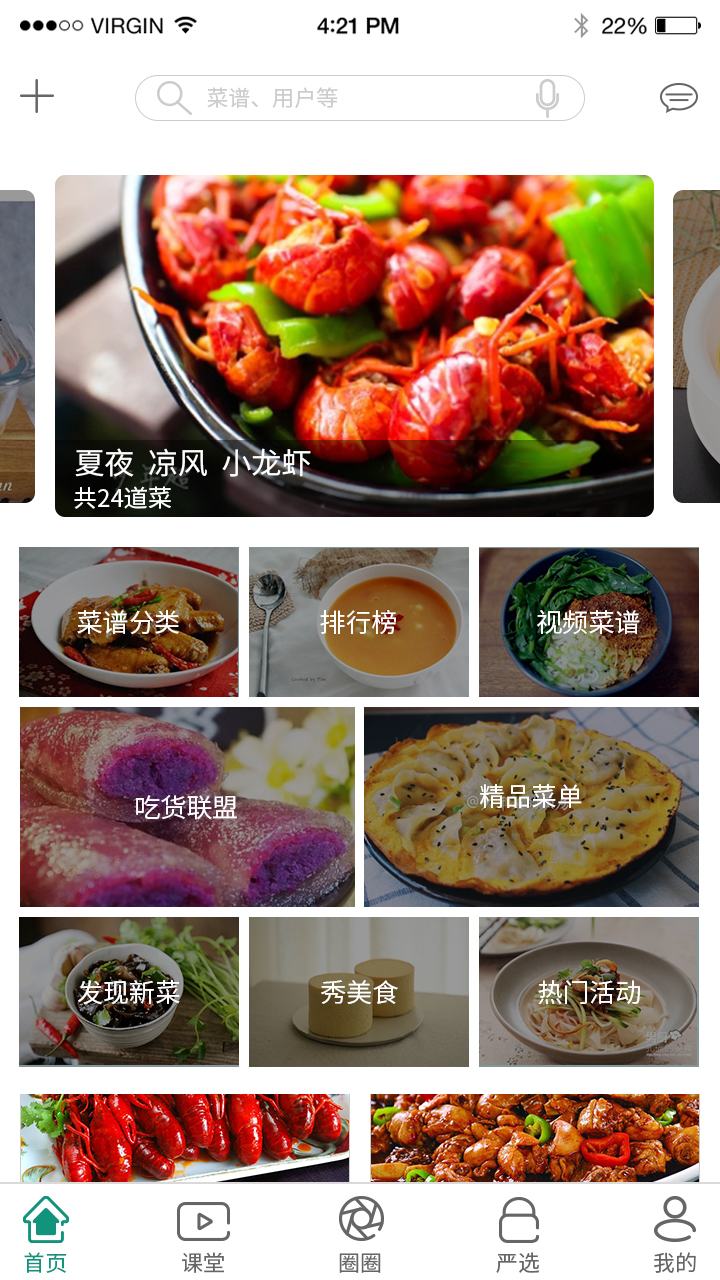 VIRGIN 4:21 PM 22%
菜谱、用户等
夏夜 凉风 小龙虾
共24道菜
菜谱分类 排行榜 视频菜谱
吃货联盟 精品菜单
发现新菜 秀美食 热门活动
首页 课堂 圈圈 严选 我的